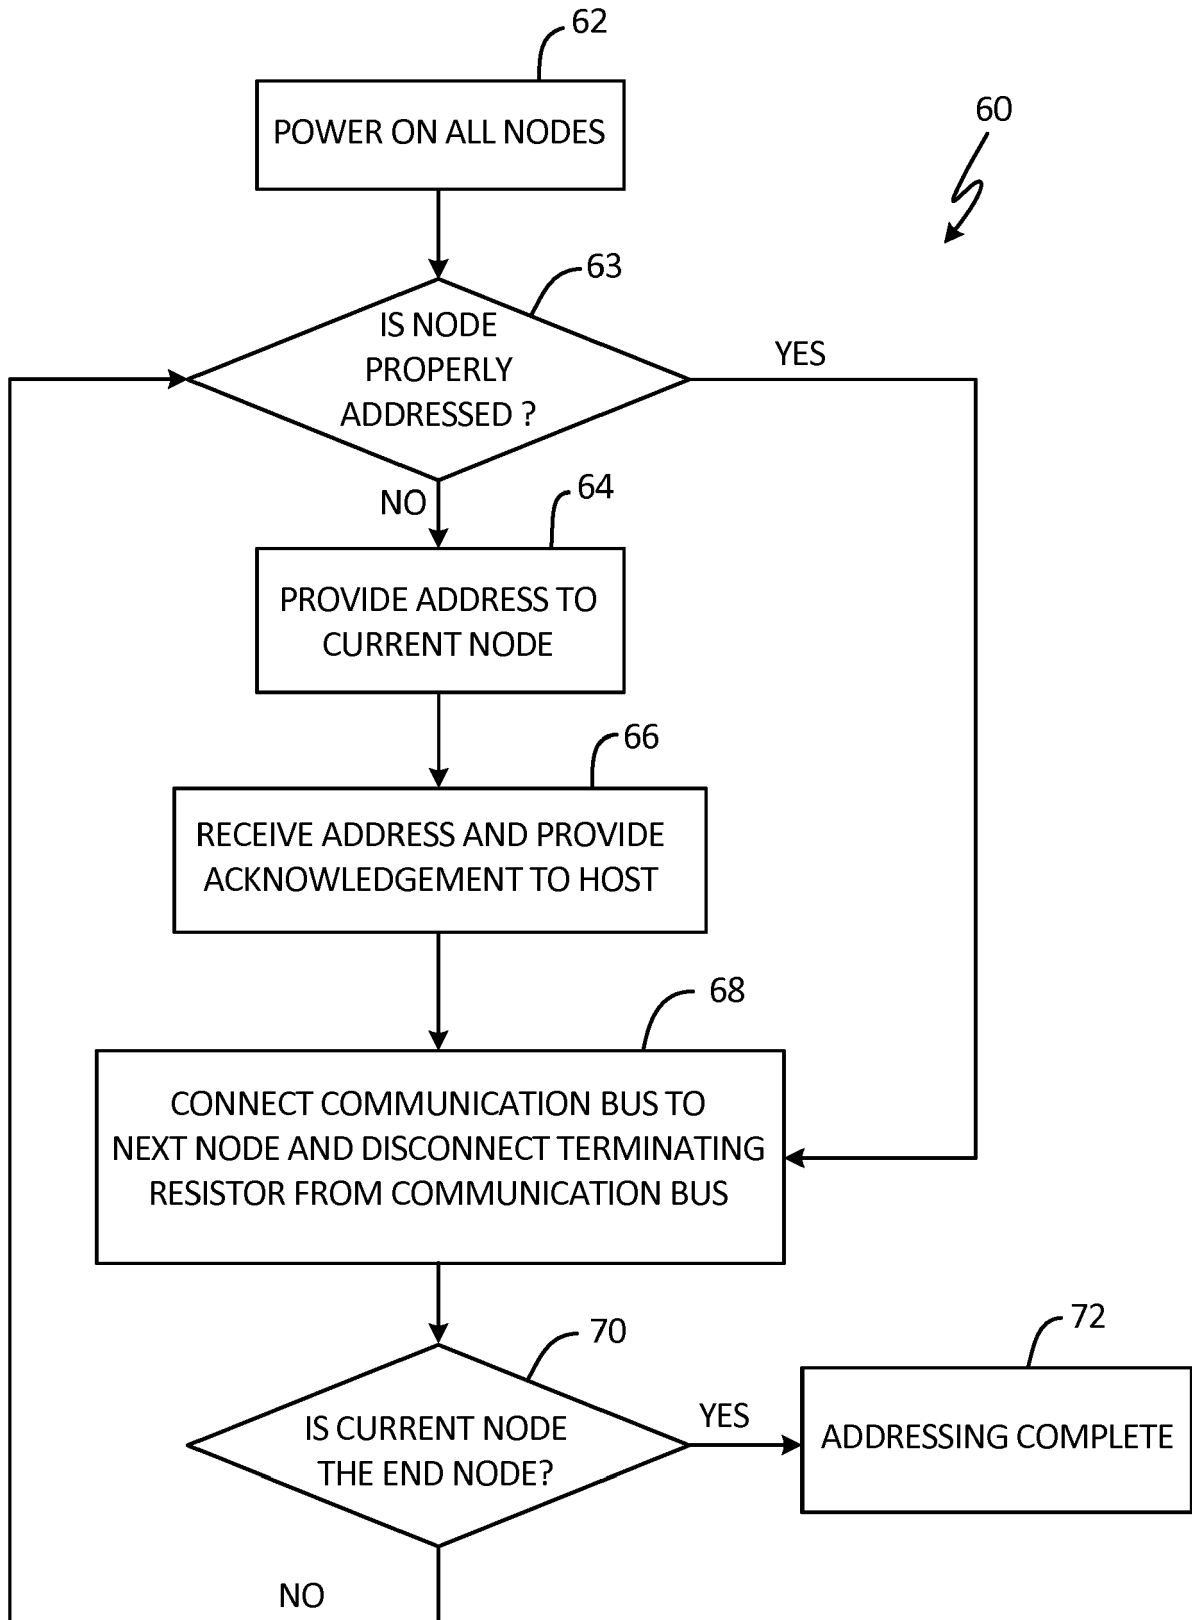 62
POWER ON ALL NODES
60
63
IS NODE
PROPERLY
ADDRESSED ?
YES
NO
64
PROVIDE ADDRESS TO
CURRENT NODE
66
RECEIVE ADDRESS AND PROVIDE
ACKNOWLEDGEMENT TO HOST
68
CONNECT COMMUNICATION BUS TO
NEXT NODE AND DISCONNECT TERMINATING
RESISTOR FROM COMMUNICATION BUS
70
IS CURRENT NODE
THE END NODE?
YES
72
ADDRESSING COMPLETE
NO